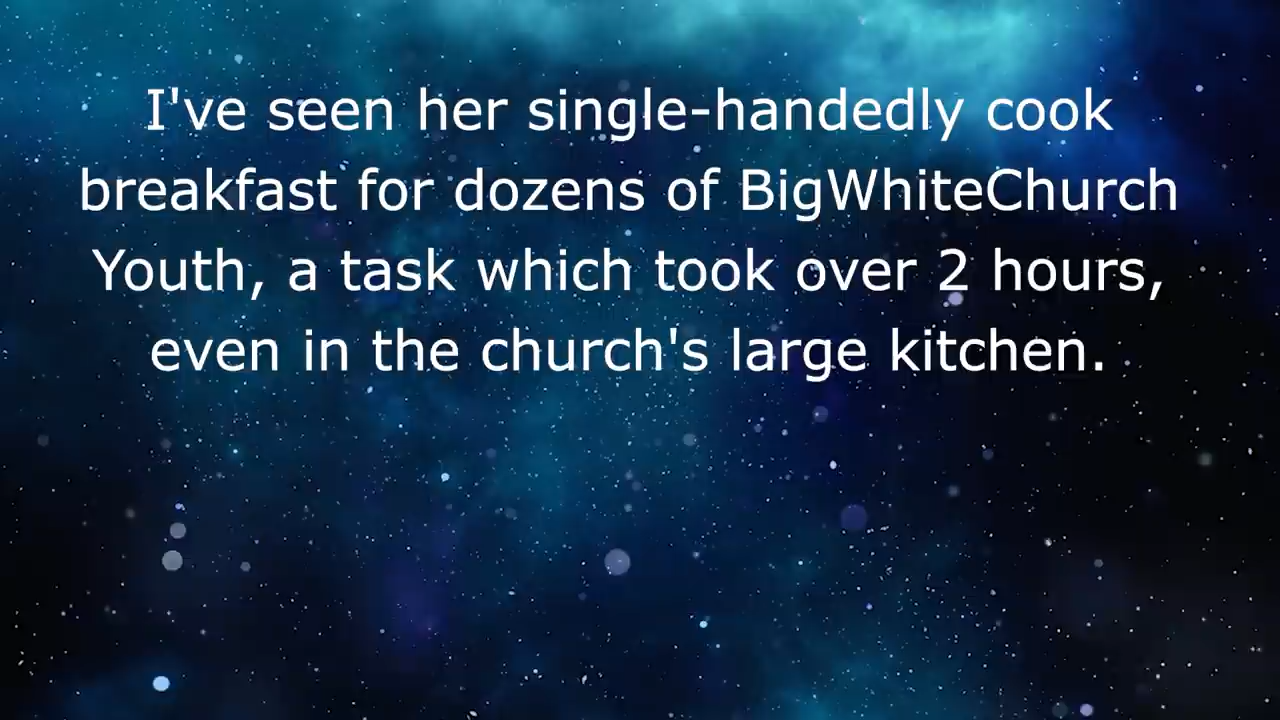 I've seen her single-handedly cook
breakfast for dozens of BigWhiteChurch
Youth, a task which took over 2 hours,
even in the church's large kitchen.